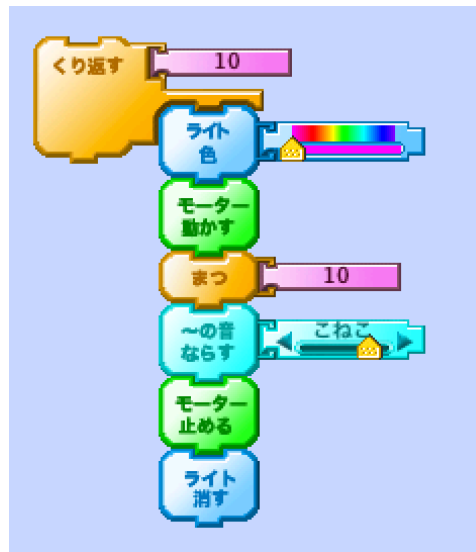 くり返す 10
ライト
色
モーター
動かす
まつ 10
〜の音
ならす
こねこ
モーター
止める
ライト
消す